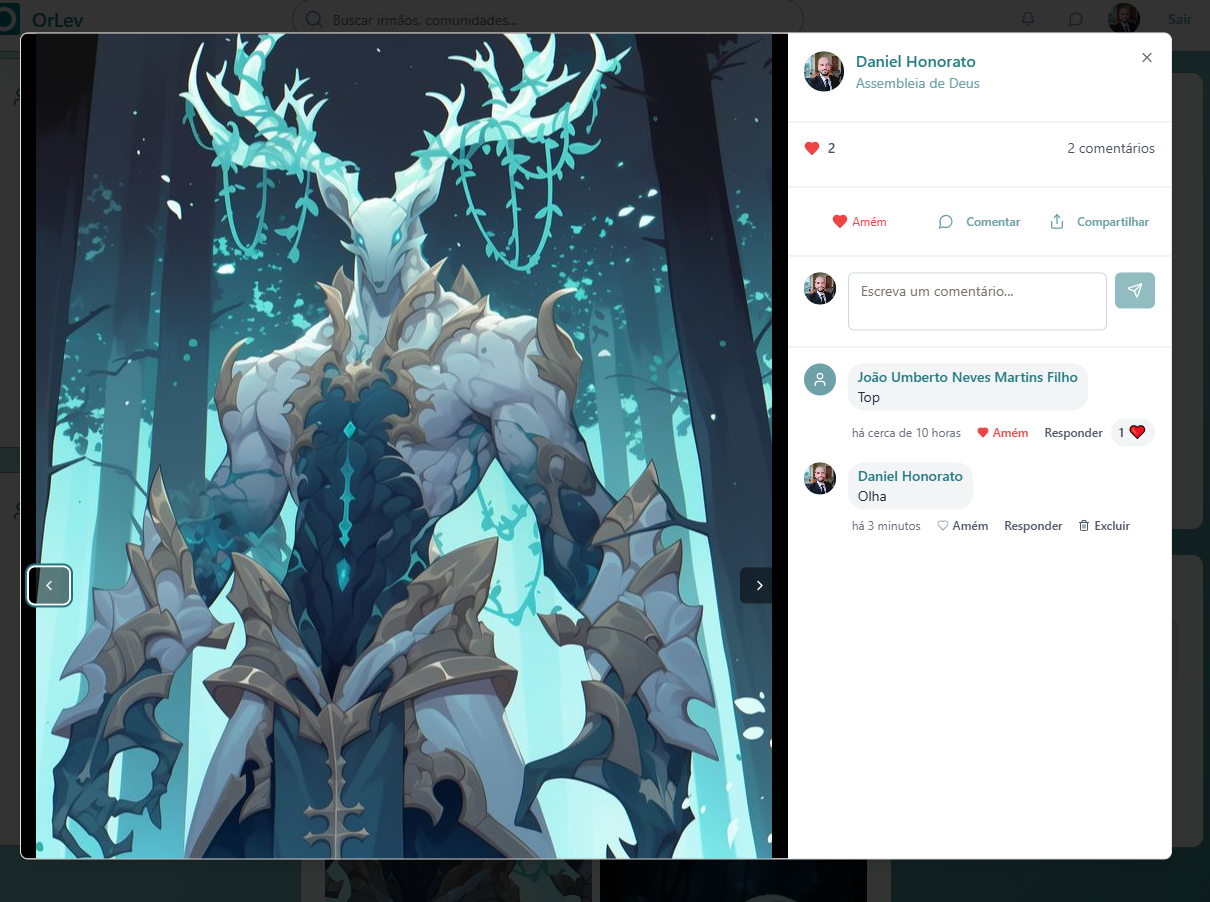 OrLev
Buscar irmãos, comunidades...
Sair
Daniel Honorato
Assembleia de Deus
2
2 comentários
Amém
Comentar
Compartilhar
Escreva um comentário...
João Umberto Neves Martins Filho
Top
há cerca de 10 horas
Amém
Responder
1
Daniel Honorato
Olha
há 3 minutos
Amém
Responder
Excluir